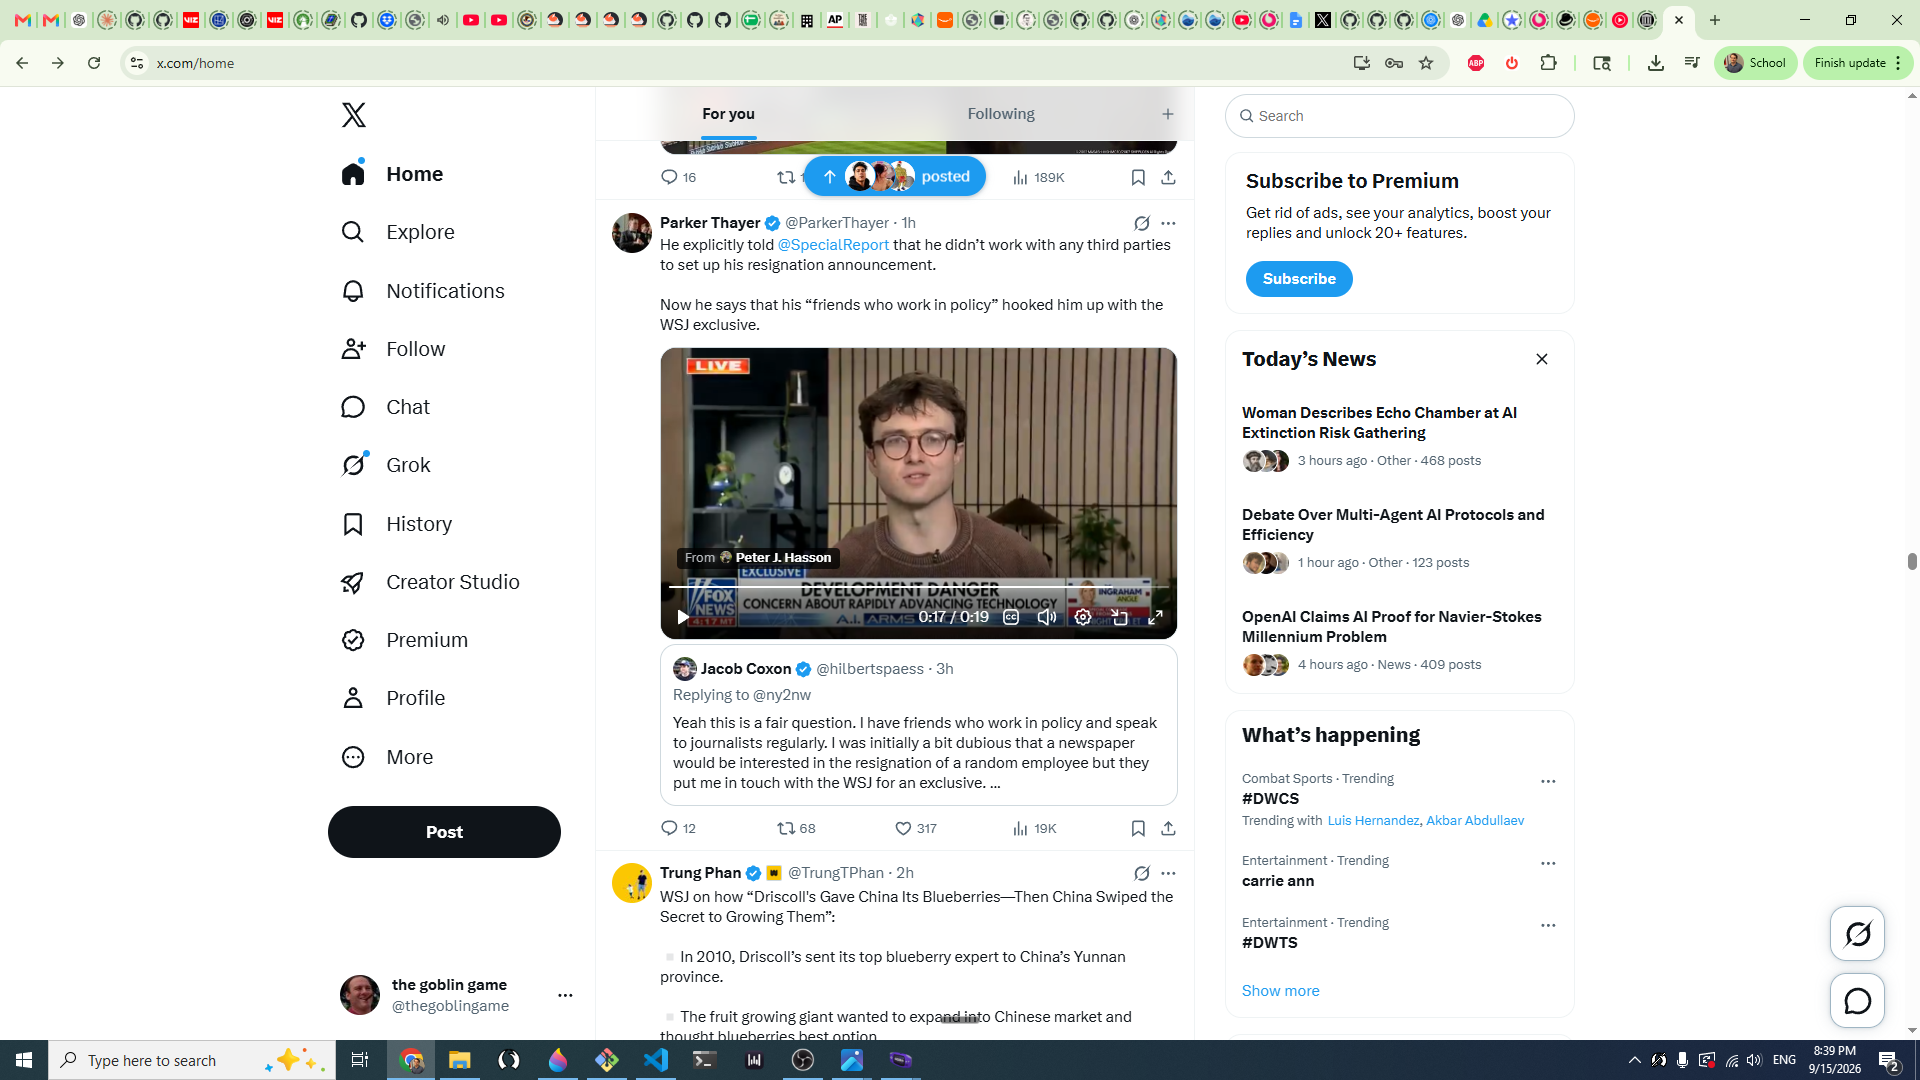 x.com/home
School
Finish update
Home
Explore
Notifications
Follow
Chat
Grok
History
Creator Studio
Premium
Profile
More
Post
the goblin game
@thegoblingame
For you
Following
16
posted
189K
Parker Thayer @ParkerThayer · 1h
He explicitly told @SpecialReport that he didn’t work with any third parties
to set up his resignation announcement.
Now he says that his “friends who work in policy” hooked him up with the
WSJ exclusive.
LIVE
From Peter J. Hasson
EXCLUSIVE
DEVELOPMENT DANGER
CONCERN ABOUT RAPIDLY ADVANCING TECHNOLOGY
FOX
NEWS
4:17 MT
INGRAHAM
ANGLE
0:17 / 0:19
Jacob Coxon @hilbertspaess · 3h
Replying to @ny2nw
Yeah this is a fair question. I have friends who work in policy and speak
to journalists regularly. I was initially a bit dubious that a newspaper
would be interested in the resignation of a random employee but they
put me in touch with the WSJ for an exclusive. ...
12
68
317
19K
Trung Phan @TrungTPhan · 2h
WSJ on how “Driscoll's Gave China Its Blueberries—Then China Swiped the
Secret to Growing Them”:
In 2010, Driscoll’s sent its top blueberry expert to China’s Yunnan
province.
The fruit growing giant wanted to expand into Chinese market and
thought blueberries best option
Search
Subscribe to Premium
Get rid of ads, see your analytics, boost your
replies and unlock 20+ features.
Subscribe
Today’s News
Woman Describes Echo Chamber at AI
Extinction Risk Gathering
3 hours ago · Other · 468 posts
Debate Over Multi-Agent AI Protocols and
Efficiency
1 hour ago · Other · 123 posts
OpenAI Claims AI Proof for Navier-Stokes
Millennium Problem
4 hours ago · News · 409 posts
What’s happening
Combat Sports · Trending
#DWCS
Trending with Luis Hernandez, Akbar Abdullaev
Entertainment · Trending
carrie ann
Entertainment · Trending
#DWTS
Show more
Type here to search
ENG
8:39 PM
9/15/2026
2